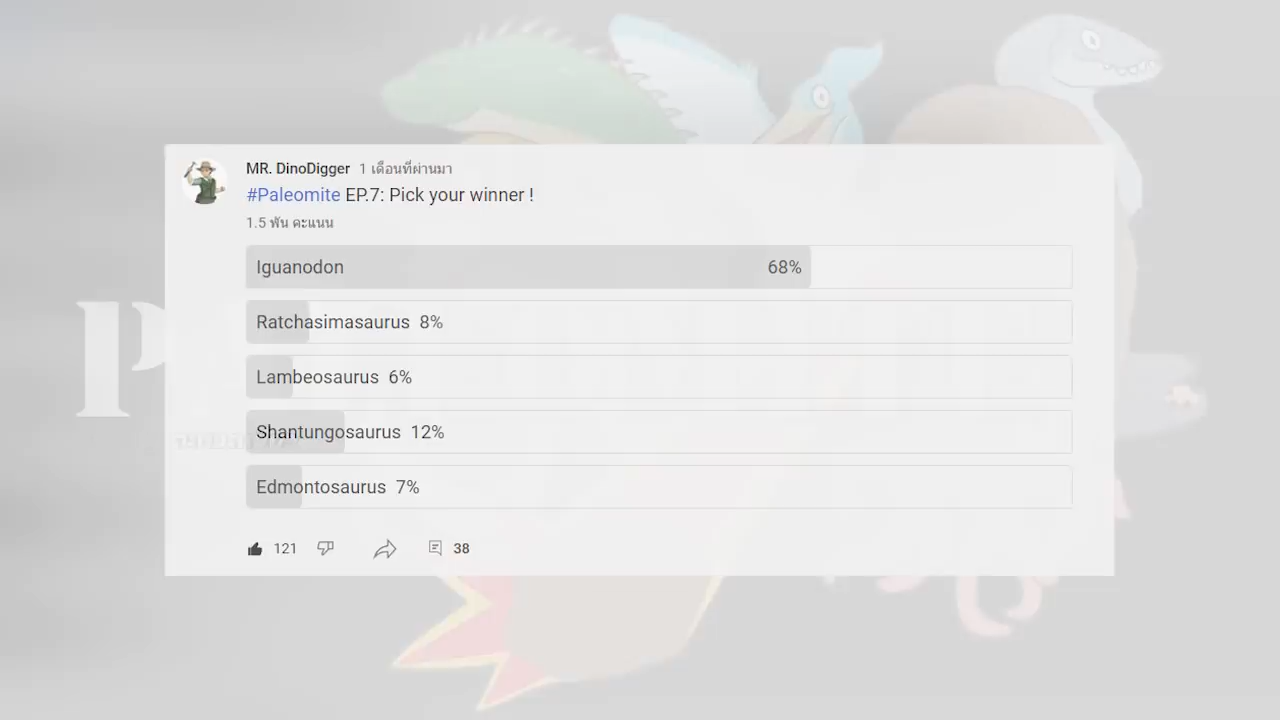 MR. DinoDigger 1 เดือนที่ผ่านมา
#Paleomite EP.7: Pick your winner !
1.5 พัน คะแนน
Iguanodon 68%
Ratchasimasaurus 8%
Lambeosaurus 6%
Shantungosaurus 12%
Edmontosaurus 7%
121 38